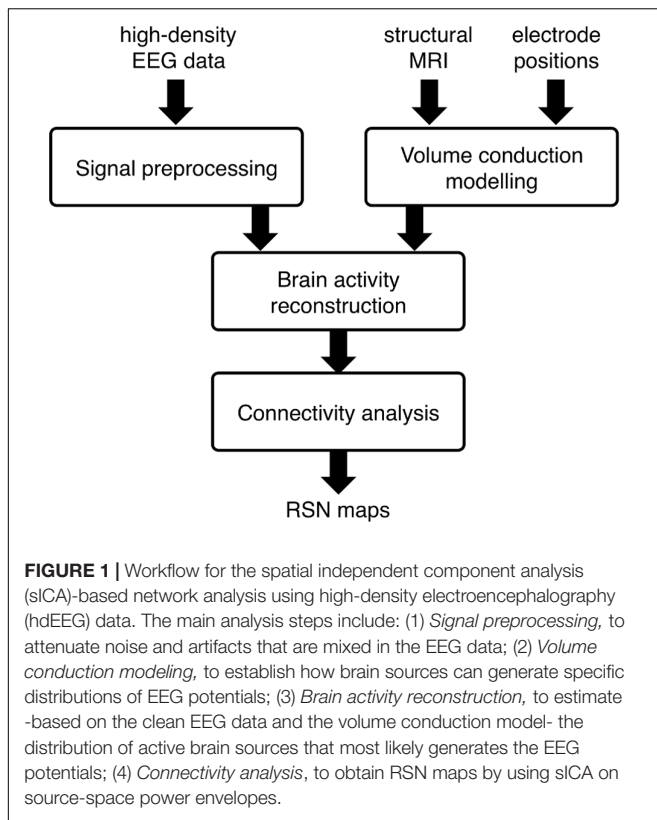 high-density
EEG data
structural
MRI
electrode
positions
Signal preprocessing
Volume conduction
modelling
Brain activity
reconstruction
Connectivity analysis
RSN maps
FIGURE 1 | Workflow for the spatial independent component analysis
(sICA)-based network analysis using high-density electroencephalography
(hdEEG) data. The main analysis steps include: (1) Signal preprocessing, to
attenuate noise and artifacts that are mixed in the EEG data; (2) Volume
conduction modeling, to establish how brain sources can generate specific
distributions of EEG potentials; (3) Brain activity reconstruction, to estimate
-based on the clean EEG data and the volume conduction model- the
distribution of active brain sources that most likely generates the EEG
potentials; (4) Connectivity analysis, to obtain RSN maps by using sICA on
source-space power envelopes.